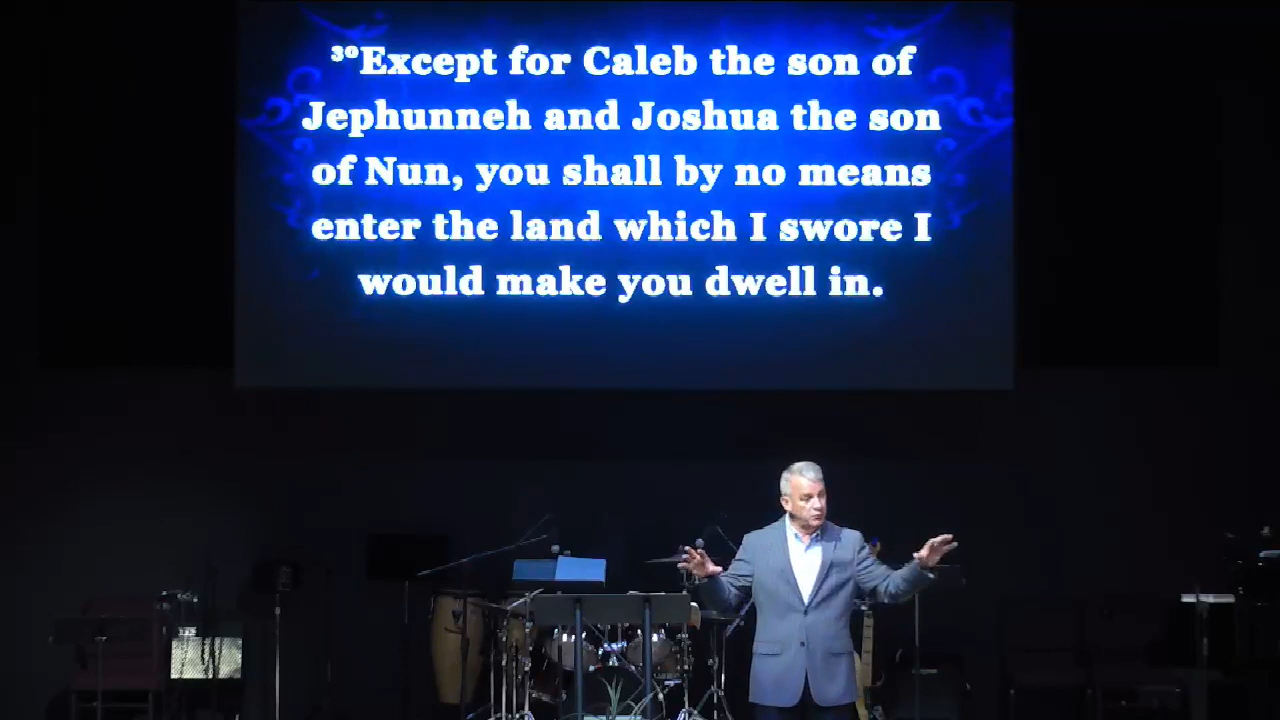 ³⁰Except for Caleb the son of
Jephunneh and Joshua the son
of Nun, you shall by no means
enter the land which I swore I
would make you dwell in.